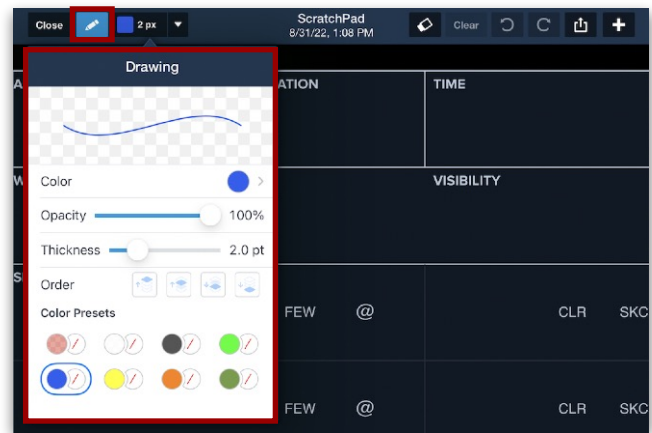 Close 2 px ScratchPad Clear
8/31/22, 1:08 PM
Drawing
A ATION TIME
Color
W VISIBILITY
Opacity 100%
Thickness 2.0 pt
S
Order
FEW @ CLR SKC
Color Presets
FEW @ CLR SKC